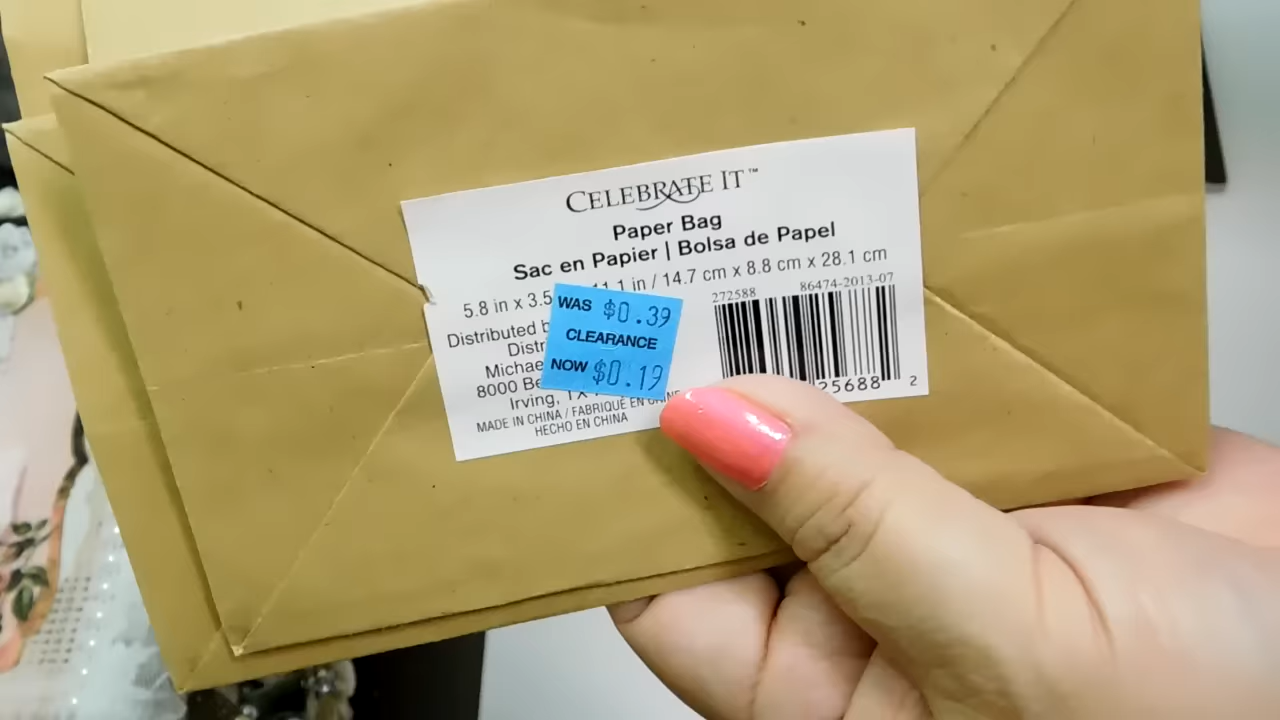 CELEBRATE IT™
Paper Bag
Sac en Papier | Bolsa de Papel
5.8 in x 3.5 11.1 in / 14.7 cm x 8.8 cm x 28.1 cm
Distributed
Michae
8000
Irving, TX
MADE IN CHINA / FABRIQUÉ EN CHINE
HECHO EN CHINA
WAS $0.39
CLEARANCE
NOW $0.19
272588 86474-2013-07
25688 2